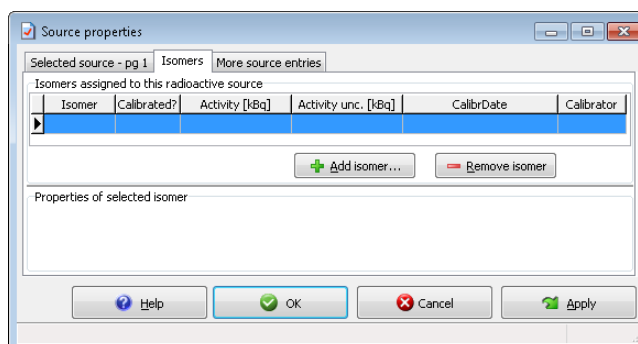 Source properties
Selected source - pg 1 Isomers More source entries
Isomers assigned to this radioactive source
Isomer Calibrated? Activity [kBq] Activity unc. [kBq] CalibrDate Calibrator
Add isomer... Remove isomer
Properties of selected isomer
Help OK Cancel Apply